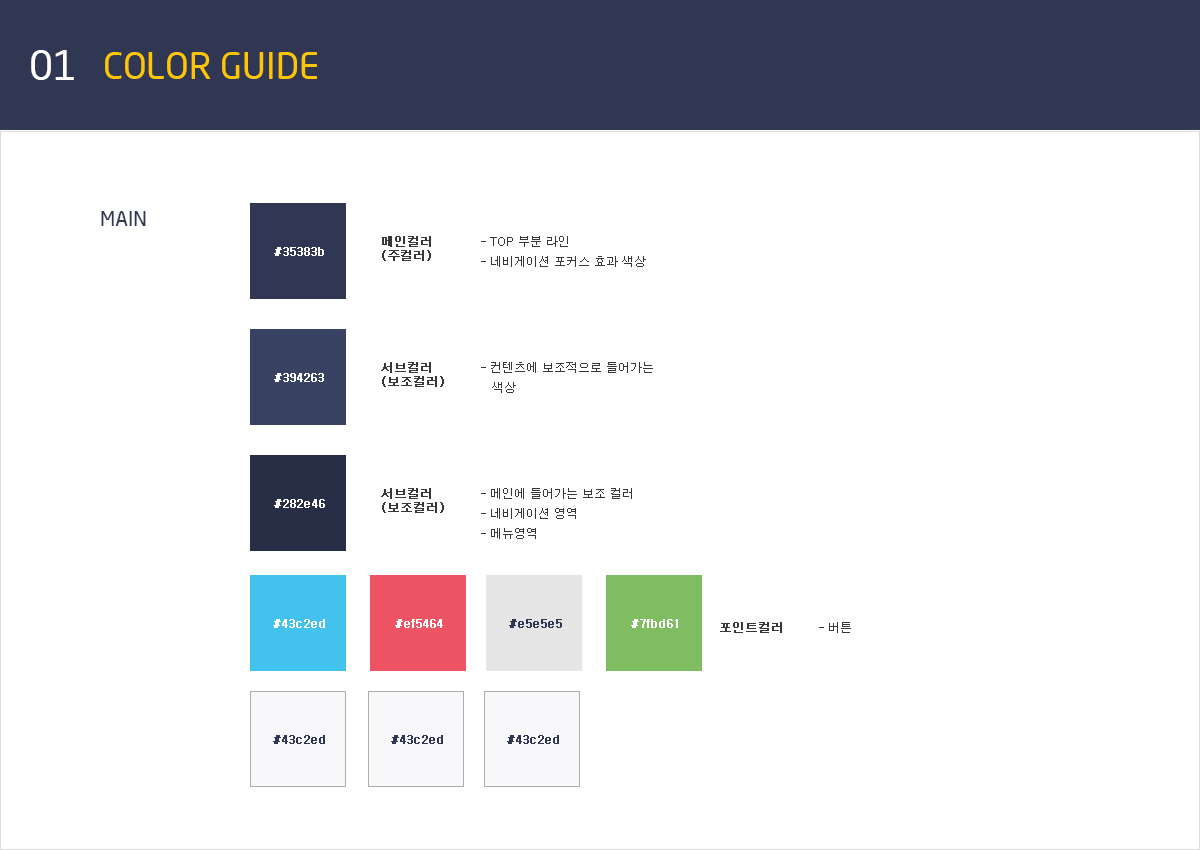 01 COLOR GUIDE
MAIN
#35383b
메인컬러
(주컬러)
- TOP 부분 라인
- 네비게이션 포커스 효과 색상
#394263
서브컬러
(보조컬러)
- 컨텐츠에 보조적으로 들어가는
색상
#282e46
서브컬러
(보조컬러)
- 메인에 들어가는 보조 컬러
- 네비게이션 영역
- 메뉴영역
#43c2ed #ef5464 #e5e5e5 #7fbd61 포인트컬러 - 버튼
#43c2ed #43c2ed #43c2ed